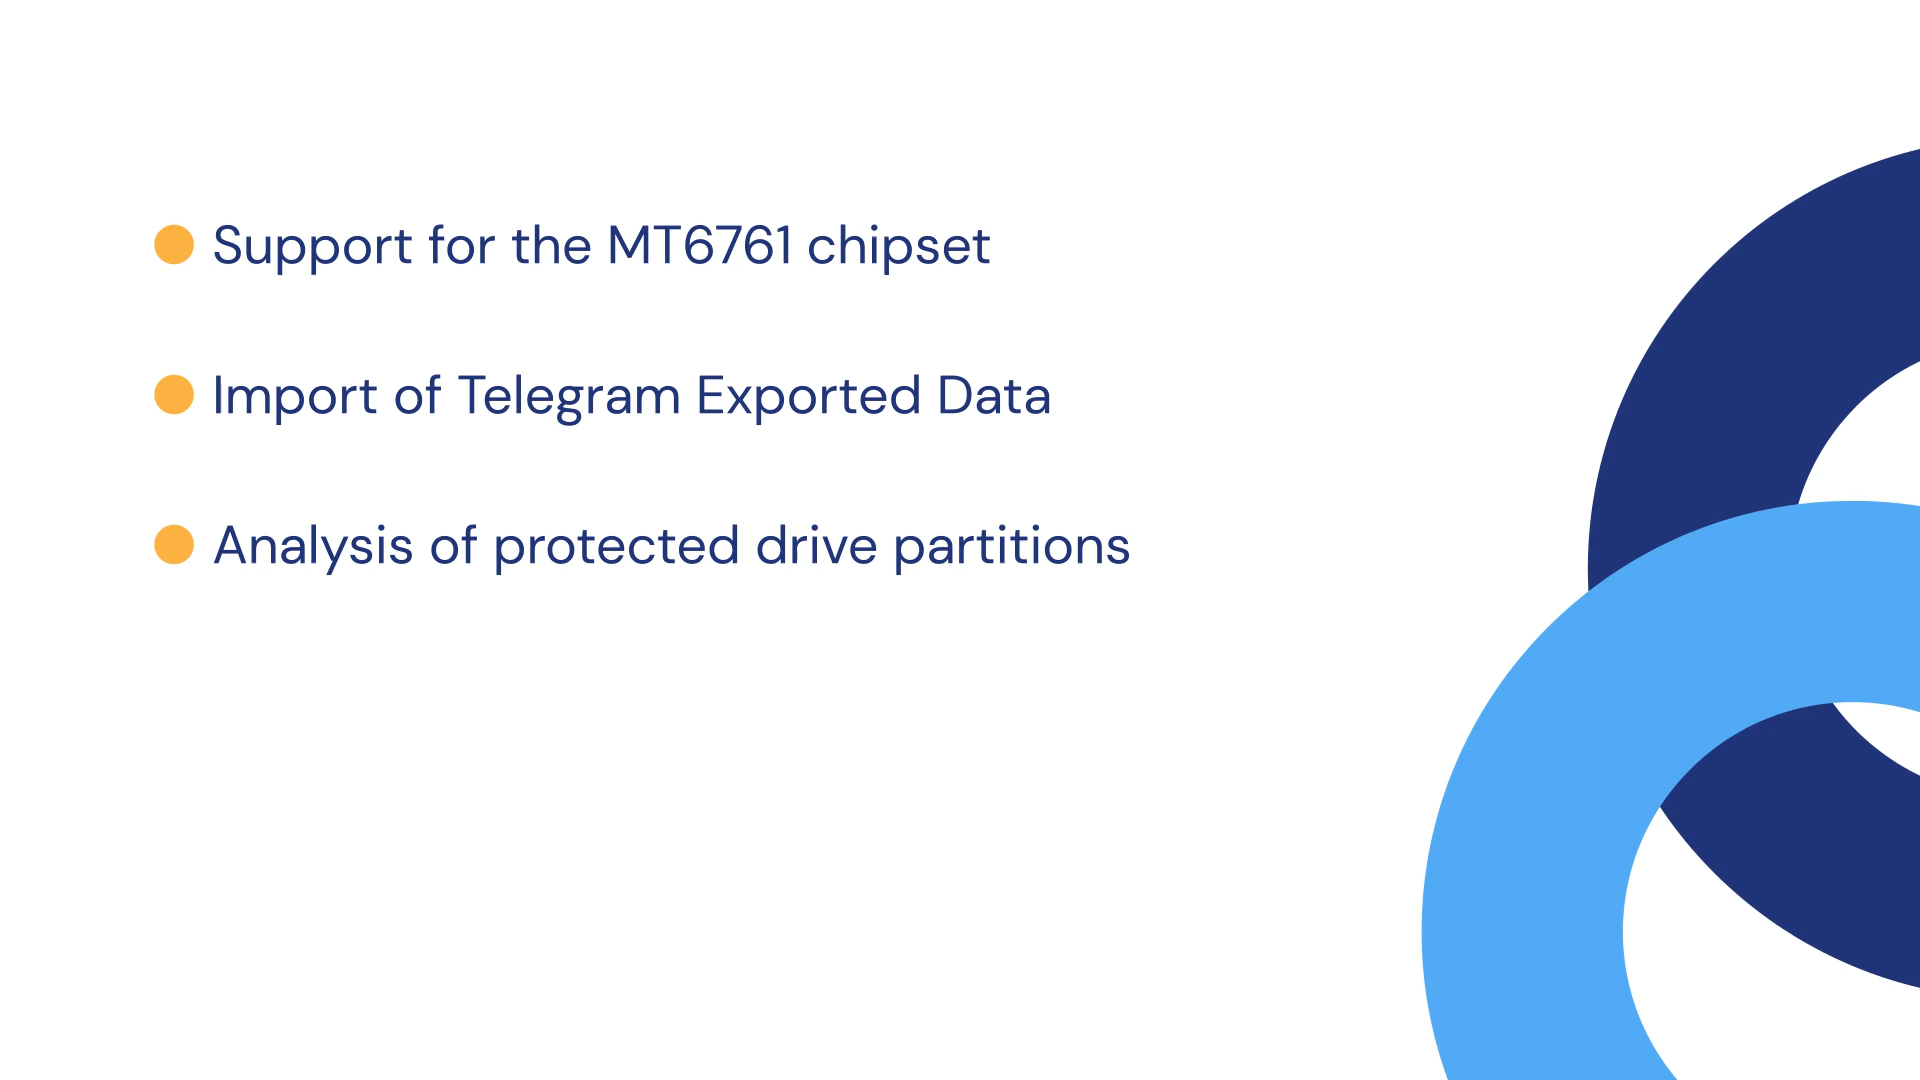 Support for the MT6761 chipset
Import of Telegram Exported Data
Analysis of protected drive partitions